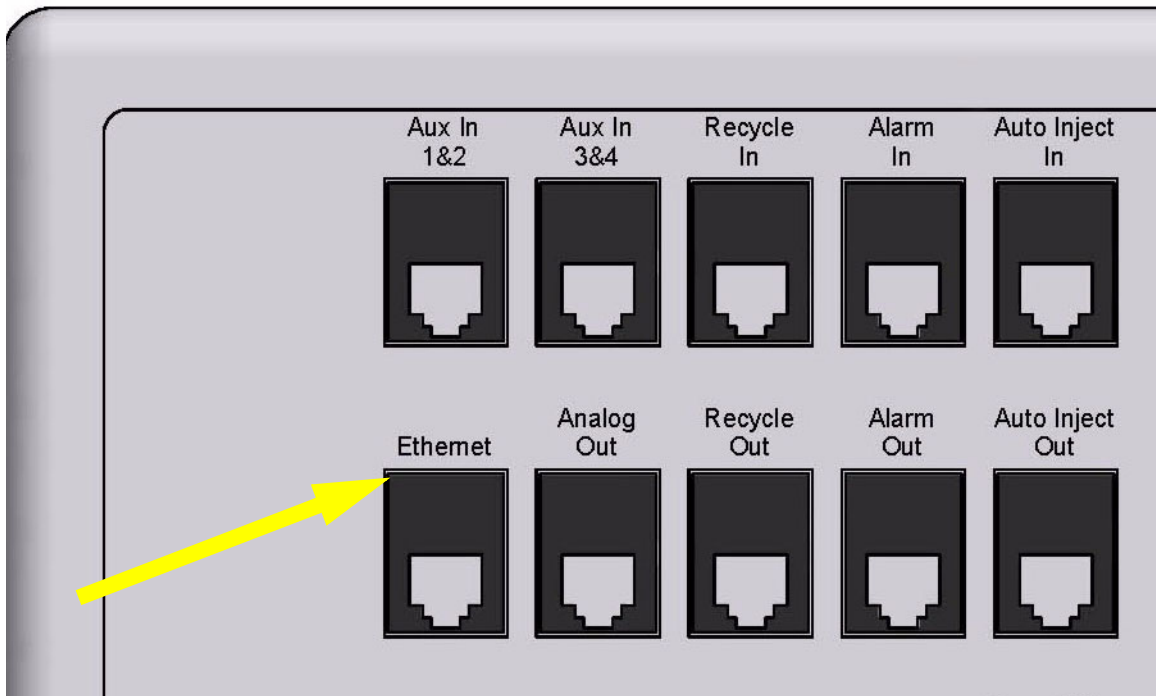 Aux In
1&2
Aux In
3&4
Recycle
In
Alarm
In
Auto Inject
In
Ethernet
Analog
Out
Recycle
Out
Alarm
Out
Auto Inject
Out